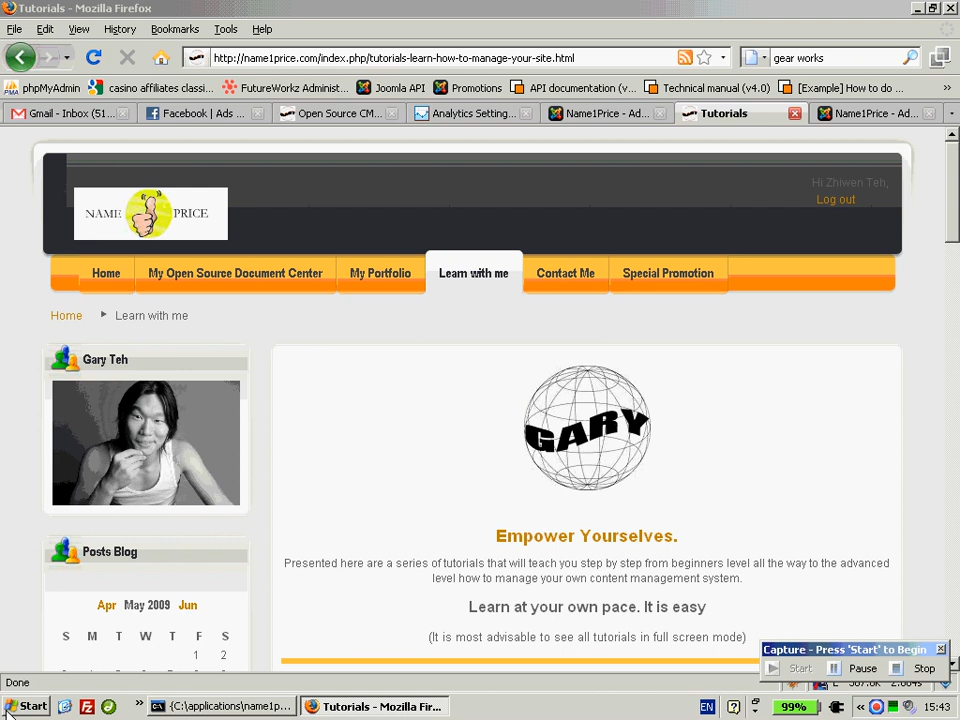 Tutorials - Mozilla Firefox
File Edit View History Bookmarks Tools Help
http://name1price.com/index.php/tutorials-learn-how-to-manage-your-site.html
gear works
phpMyAdmin casino affiliates classi... FutureWorkz Administ... Joomla API Promotions API documentation (v... Technical manual (v4.0) [Example] How to do ... »
Gmail - Inbox (51... Facebook | Ads ... Open Source CM... Analytics Setting... Name1Price - Ad... Tutorials Name1Price - Ad...
Hi Zhiwen Teh,
Log out
NAME PRICE
Home My Open Source Document Center My Portfolio Learn with me Contact Me Special Promotion
Home Learn with me
Gary Teh
GARY
Empower Yourselves.
Presented here are a series of tutorials that will teach you step by step from beginners level all the way to the advanced
level how to manage your own content management system.
Learn at your own pace. It is easy
(It is most advisable to see all tutorials in full screen mode)
Posts Blog
Apr May 2009 Jun
S M T W T F S
1 2
Capture - Press 'Start' to Begin
Start Pause Stop
Done
Start » {C:\applications\name1p... Tutorials - Mozilla Fir... EN 99% « 15:43